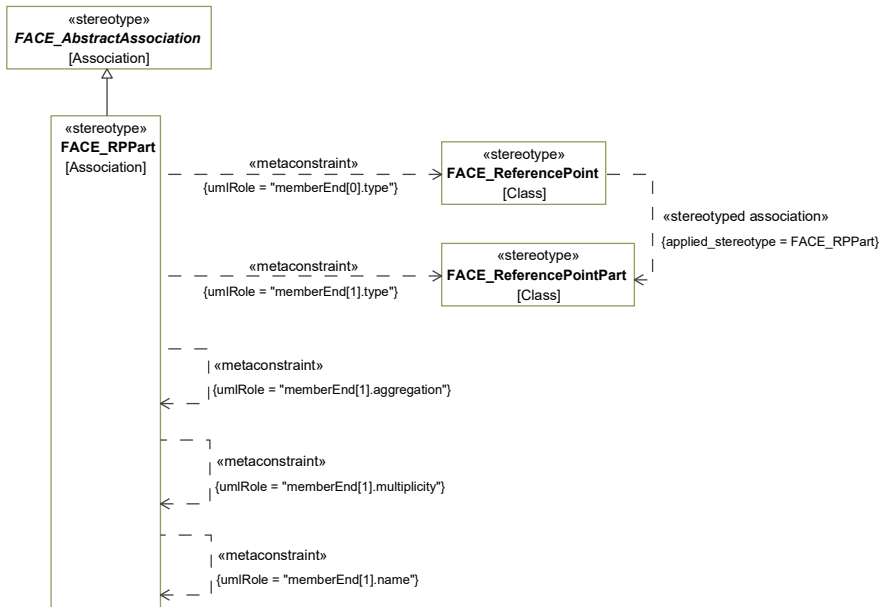 «stereotype»
FACE_AbstractAssociation
[Association]
«stereotype»
FACE_RPPart
[Association]
«metaconstraint»
{umlRole = "memberEnd[0].type"}
«stereotype»
FACE_ReferencePoint
[Class]
«stereotyped association»
{applied_stereotype = FACE_RPPart}
«metaconstraint»
{umlRole = "memberEnd[1].type"}
«stereotype»
FACE_ReferencePointPart
[Class]
«metaconstraint»
{umlRole = "memberEnd[1].aggregation"}
«metaconstraint»
{umlRole = "memberEnd[1].multiplicity"}
«metaconstraint»
{umlRole = "memberEnd[1].name"}